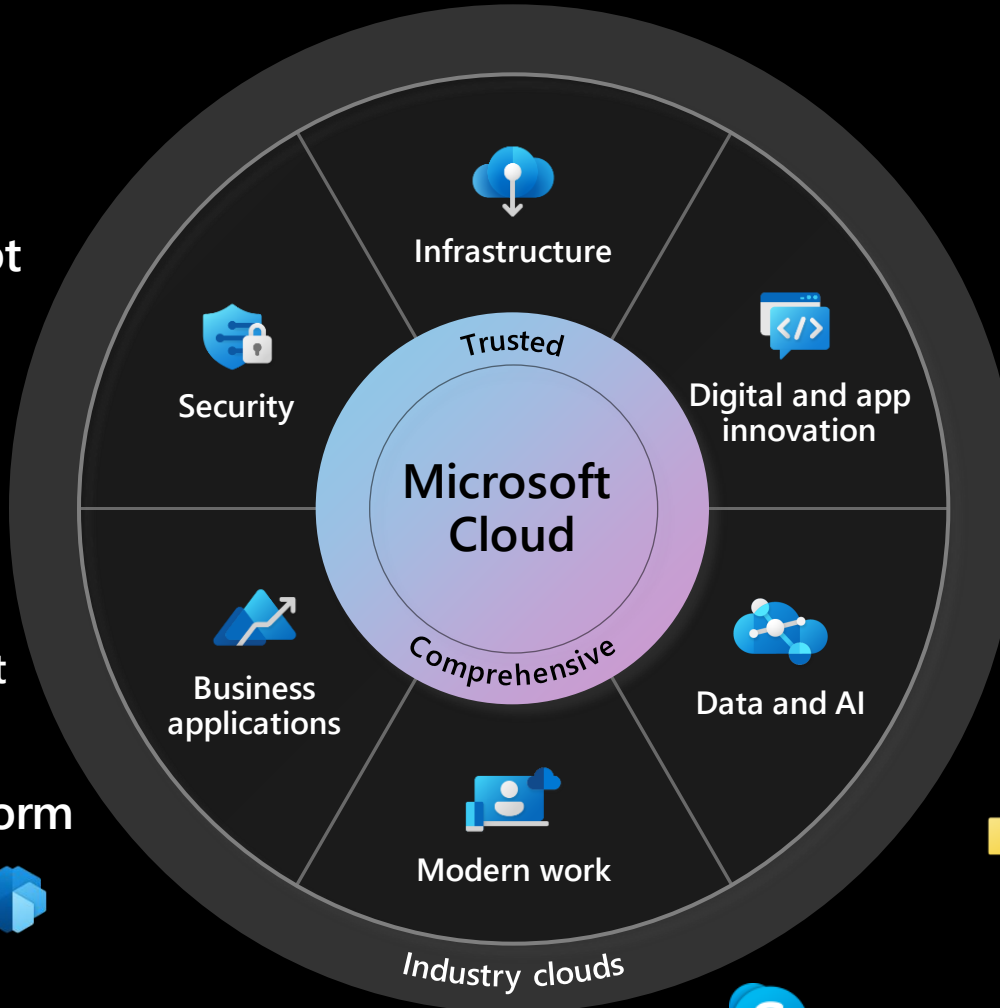 Infrastructure
Digital and app
innovation
Security
Trusted
Microsoft
Cloud
Comprehensive
Business
applications
Data and AI
Modern work
Industry clouds